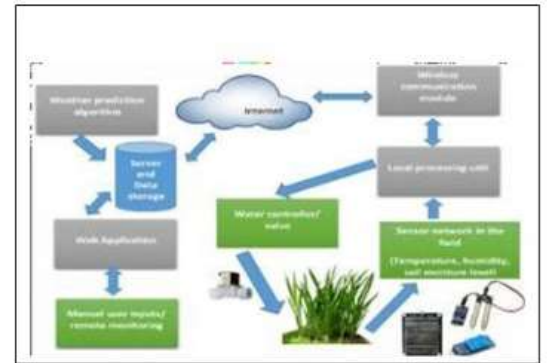 Weather prediction
algorithm
Internet
Wireless
communication
module
Server
and
Data
storage
Local processing unit
Web Application
Water controller/
valve
Sensor network in the
field
(Temperature, humidity,
soil moisture level)
Manual user inputs/
remote monitoring